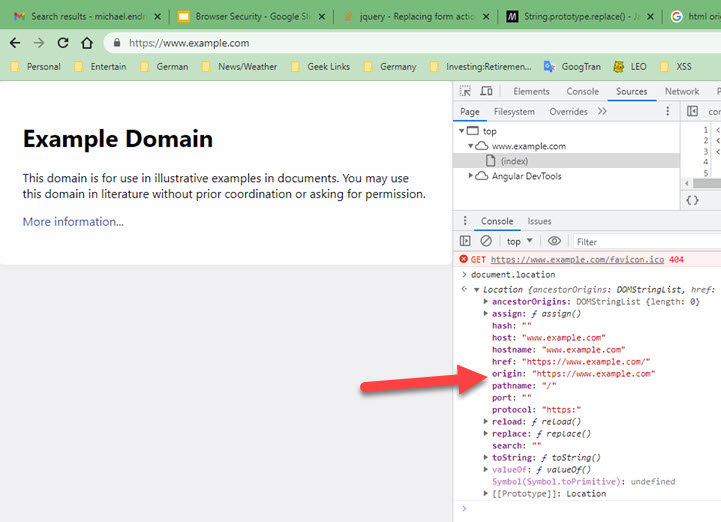 Search results - michael.endri
Browser Security - Google Sli
jquery - Replacing form actio
String.prototype.replace() - Ja
html ori
https://www.example.com
Personal Entertain German News/Weather Geek Links Germany Investing:Retiremen... GoogTran LEO XSS
Example Domain
This domain is for use in illustrative examples in documents. You may use
this domain in literature without prior coordination or asking for permission.
More information...
Elements Console Sources Network
Page Filesystem Overrides
top
www.example.com
(index)
Angular DevTools
1 <
2 <
3 <
4
5
{}
Console Issues
top Filter
GET https://www.example.com/favicon.ico 404
document.location
Location {ancestorOrigins: DOMStringList, href:
ancestorOrigins: DOMStringList {length: 0}
assign: ƒ assign()
hash: ""
host: "www.example.com"
hostname: "www.example.com"
href: "https://www.example.com/"
origin: "https://www.example.com"
pathname: "/"
port: ""
protocol: "https:"
reload: ƒ reload()
replace: ƒ replace()
search: ""
toString: ƒ toString()
valueOf: ƒ valueOf()
Symbol(Symbol.toPrimitive): undefined
[[Prototype]]: Location